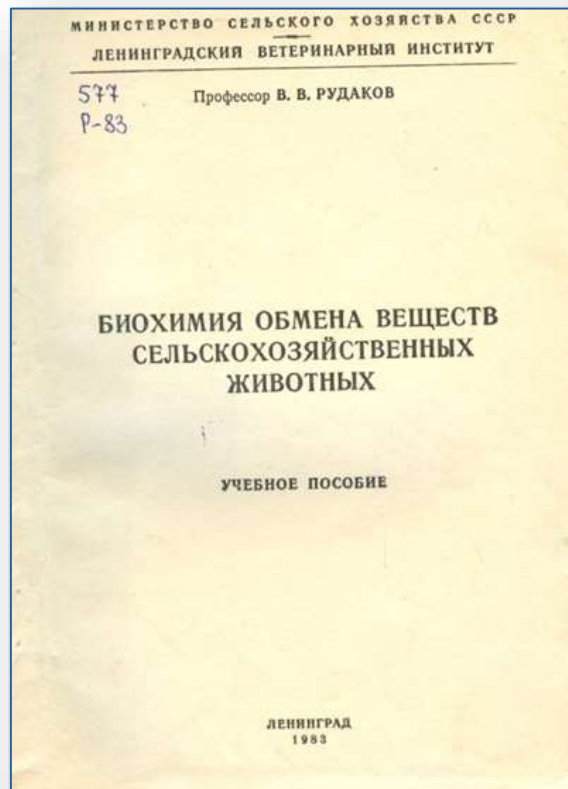 МИНИСТЕРСТВО СЕЛЬСКОГО ХОЗЯЙСТВА СССР
ЛЕНИНГРАДСКИЙ ВЕТЕРИНАРНЫЙ ИНСТИТУТ
577
Р-83
Профессор В. В. РУДАКОВ
БИОХИМИЯ ОБМЕНА ВЕЩЕСТВ
СЕЛЬСКОХОЗЯЙСТВЕННЫХ
ЖИВОТНЫХ
УЧЕБНОЕ ПОСОБИЕ
ЛЕНИНГРАД
1983